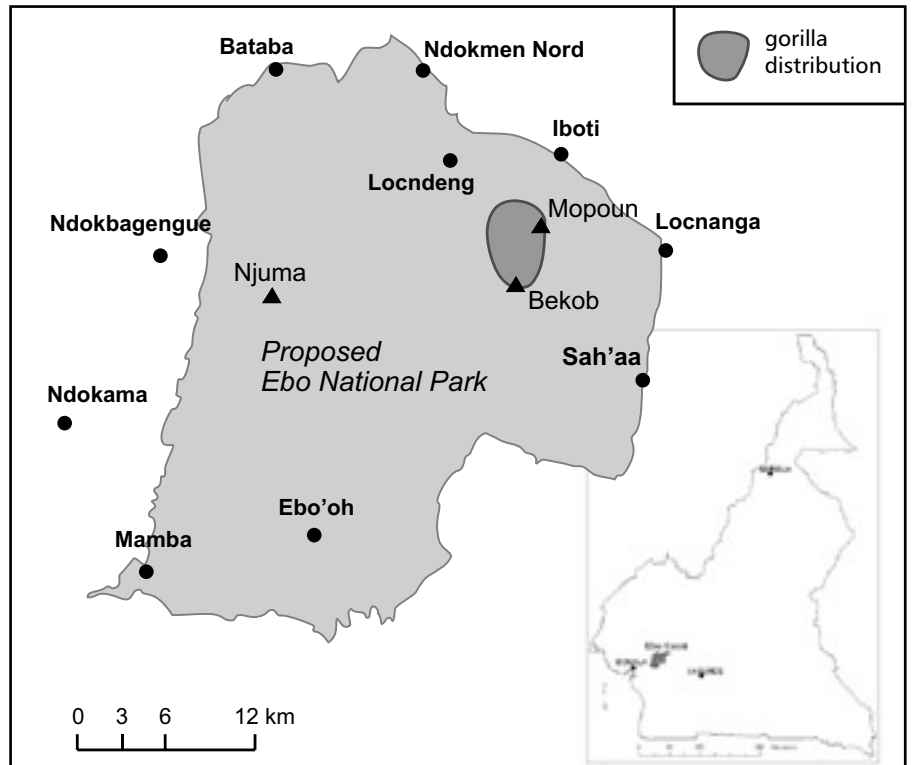 Bataba
Ndokmen Nord
gorilla
distribution
Iboti
Locndeng
Mopoun
Ndokbagengue
Locnanga
Njuma
Bekob
Proposed
Ebo National Park
Sah'aa
Ndokama
Ebo'oh
Mamba
0 3 6 12 km